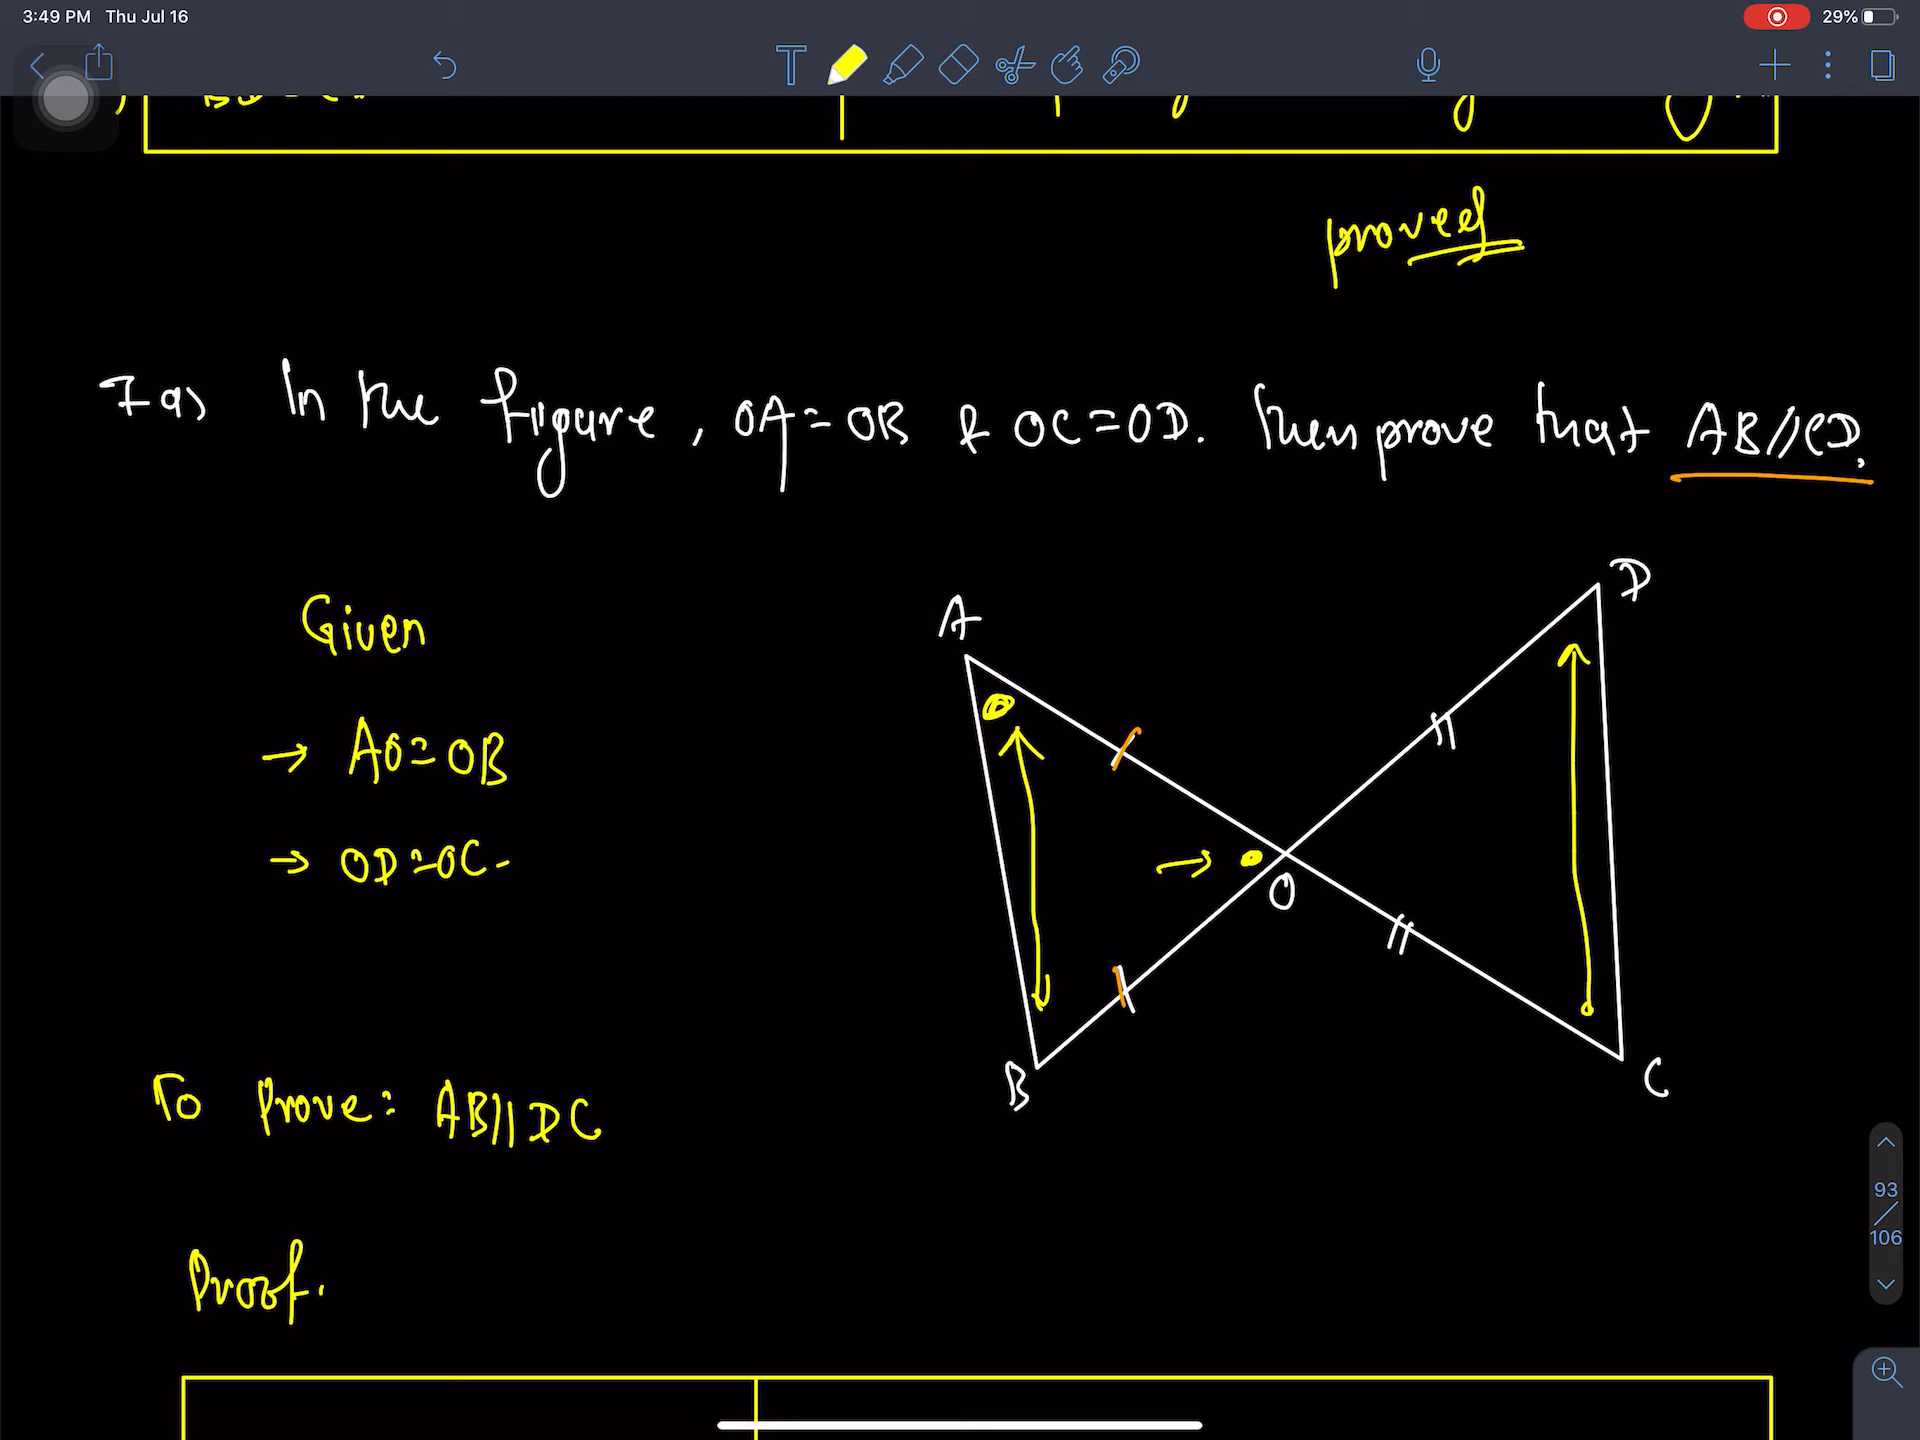 3:49 PM Thu Jul 16
29%
T
proved
7 a) In the figure, OA=OB & OC=OD. Then prove that AB//CD.
Given
→ AO=OB
→ OD=OC
A
D
O
B
C
To Prove: AB||DC
Proof.
93
106